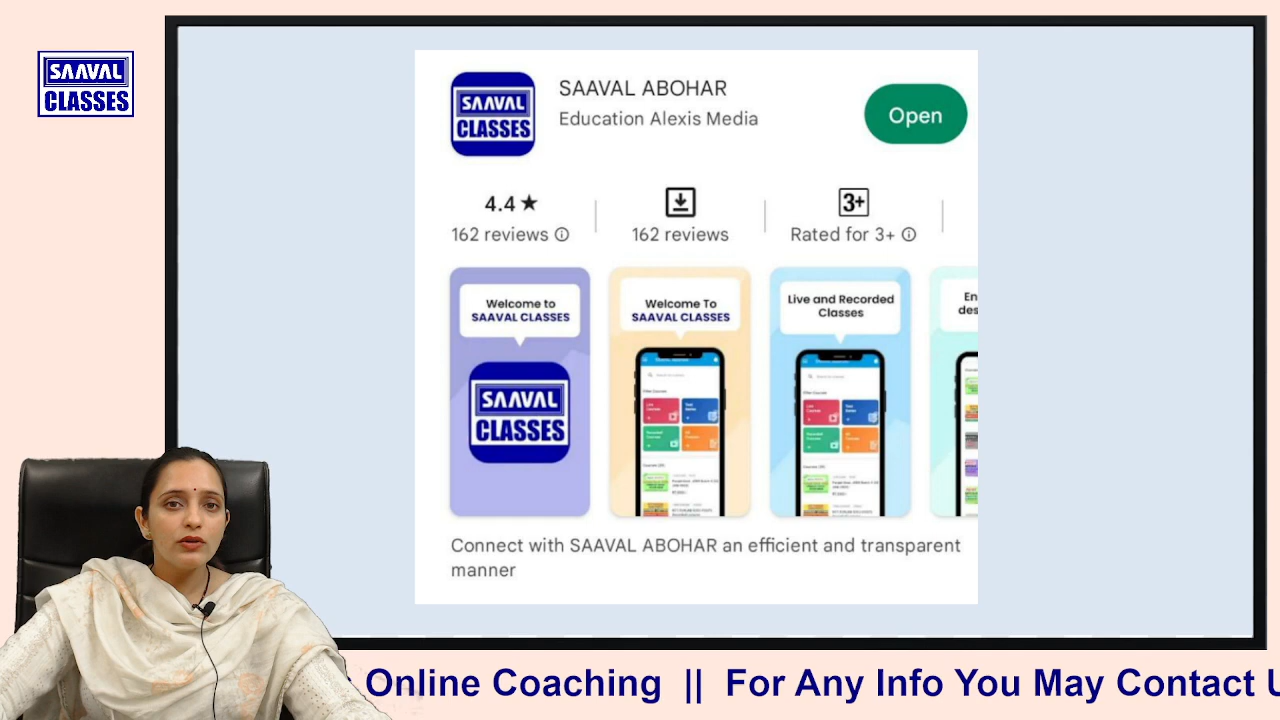 SAAVAL
CLASSES
SAAVAL
CLASSES
SAAVAL ABOHAR
Education Alexis Media
Open
4.4★
162 reviews
162 reviews
3+
Rated for 3+
Welcome to
SAAVAL CLASSES
SAAVAL
CLASSES
Welcome To
SAAVAL CLASSES
Live and Recorded
Classes
En
des
Connect with SAAVAL ABOHAR an efficient and transparent
manner
Online Coaching || For Any Info You May Contact U